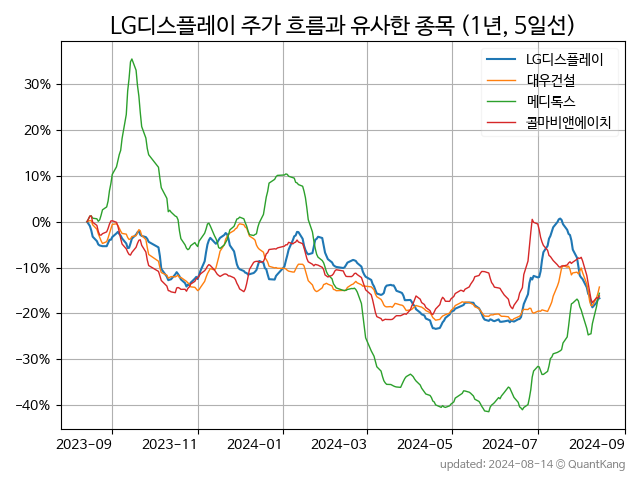 LG디스플레이 주가 흐름과 유사한 종목 (1년, 5일선)
LG디스플레이
대우건설
메디톡스
콜마비앤에이치
30%
20%
10%
0%
−10%
−20%
−30%
−40%
2023-09 2023-11 2024-01 2024-03 2024-05 2024-07 2024-09
updated: 2024-08-14 © QuantKang